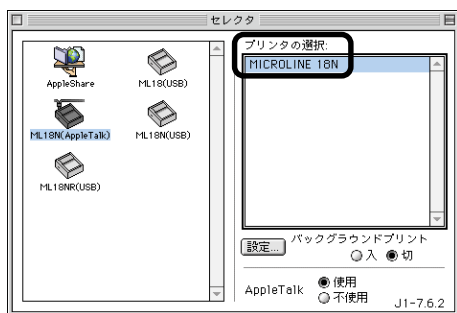 セレクタ
AppleShare
ML18(USB)
ML18N(AppleTalk)
ML18N(USB)
ML18NR(USB)
プリンタの選択:
MICROLINE 18N
設定...
バックグラウンドプリント
入 切
AppleTalk
使用
不使用
J1-7.6.2